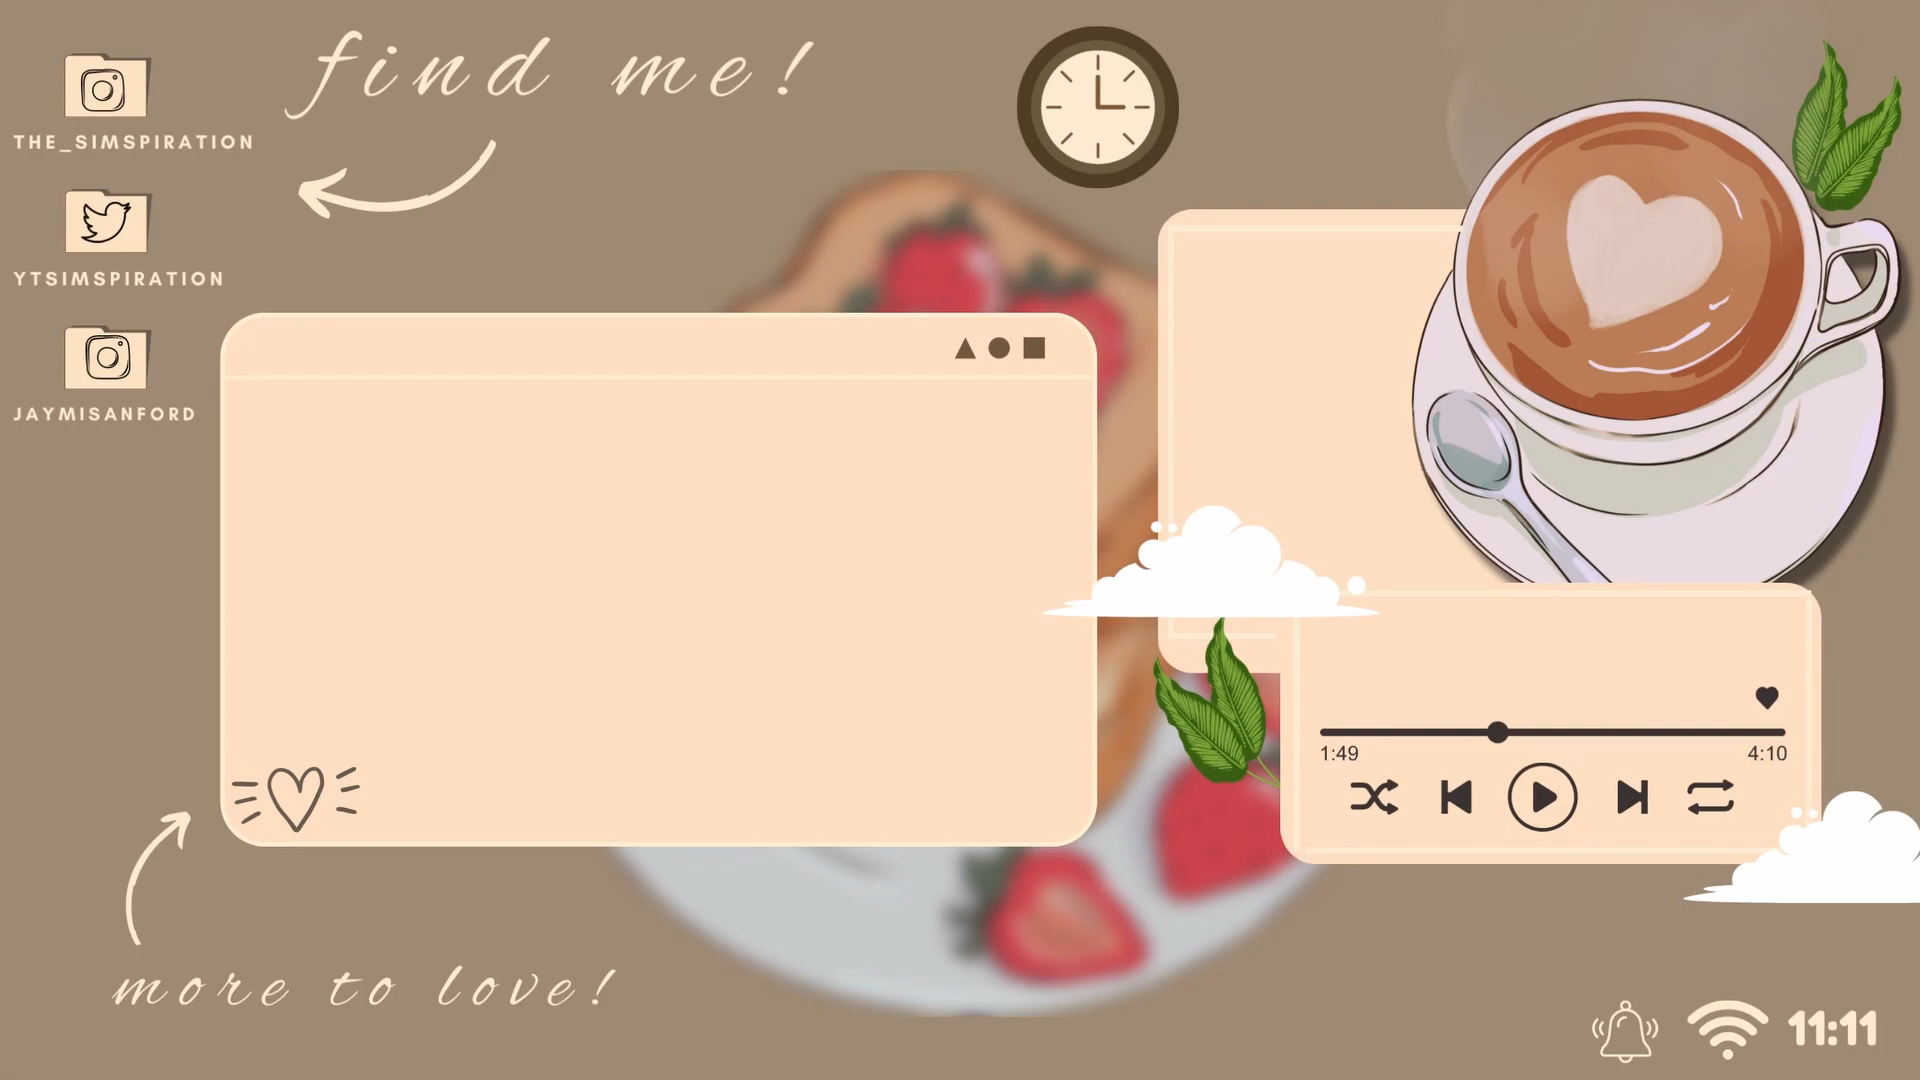 find me!
THE_SIMSPIRATION
YTSIMSPIRATION
JAYMISANFORD
1:49
4:10
more to love!
11:11